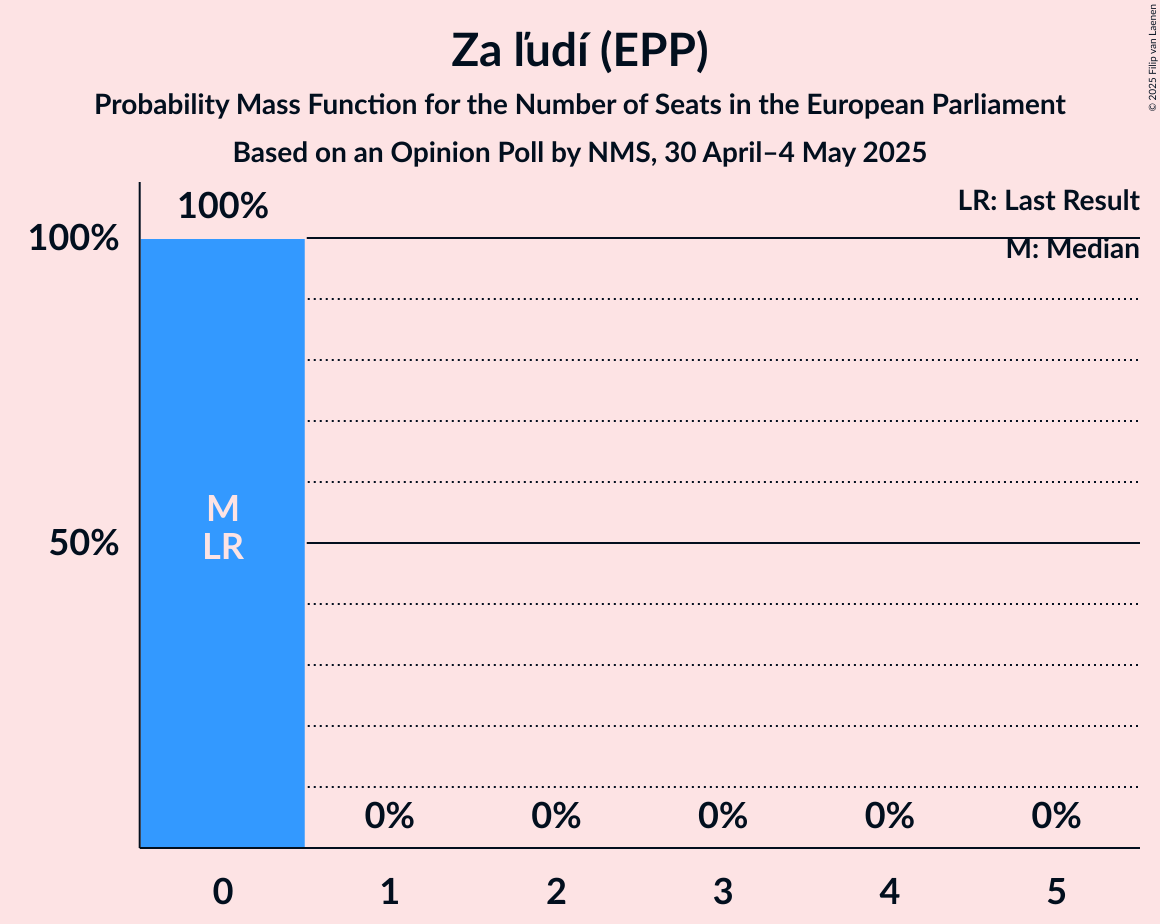 Za ľudí (EPP)
Probability Mass Function for the Number of Seats in the European Parliament
Based on an Opinion Poll by NMS, 30 April–4 May 2025
© 2025 Filip van Laenen
LR: Last Result
M: Median
100%
100%
50%
M
LR
0% 0% 0% 0% 0%
0 1 2 3 4 5